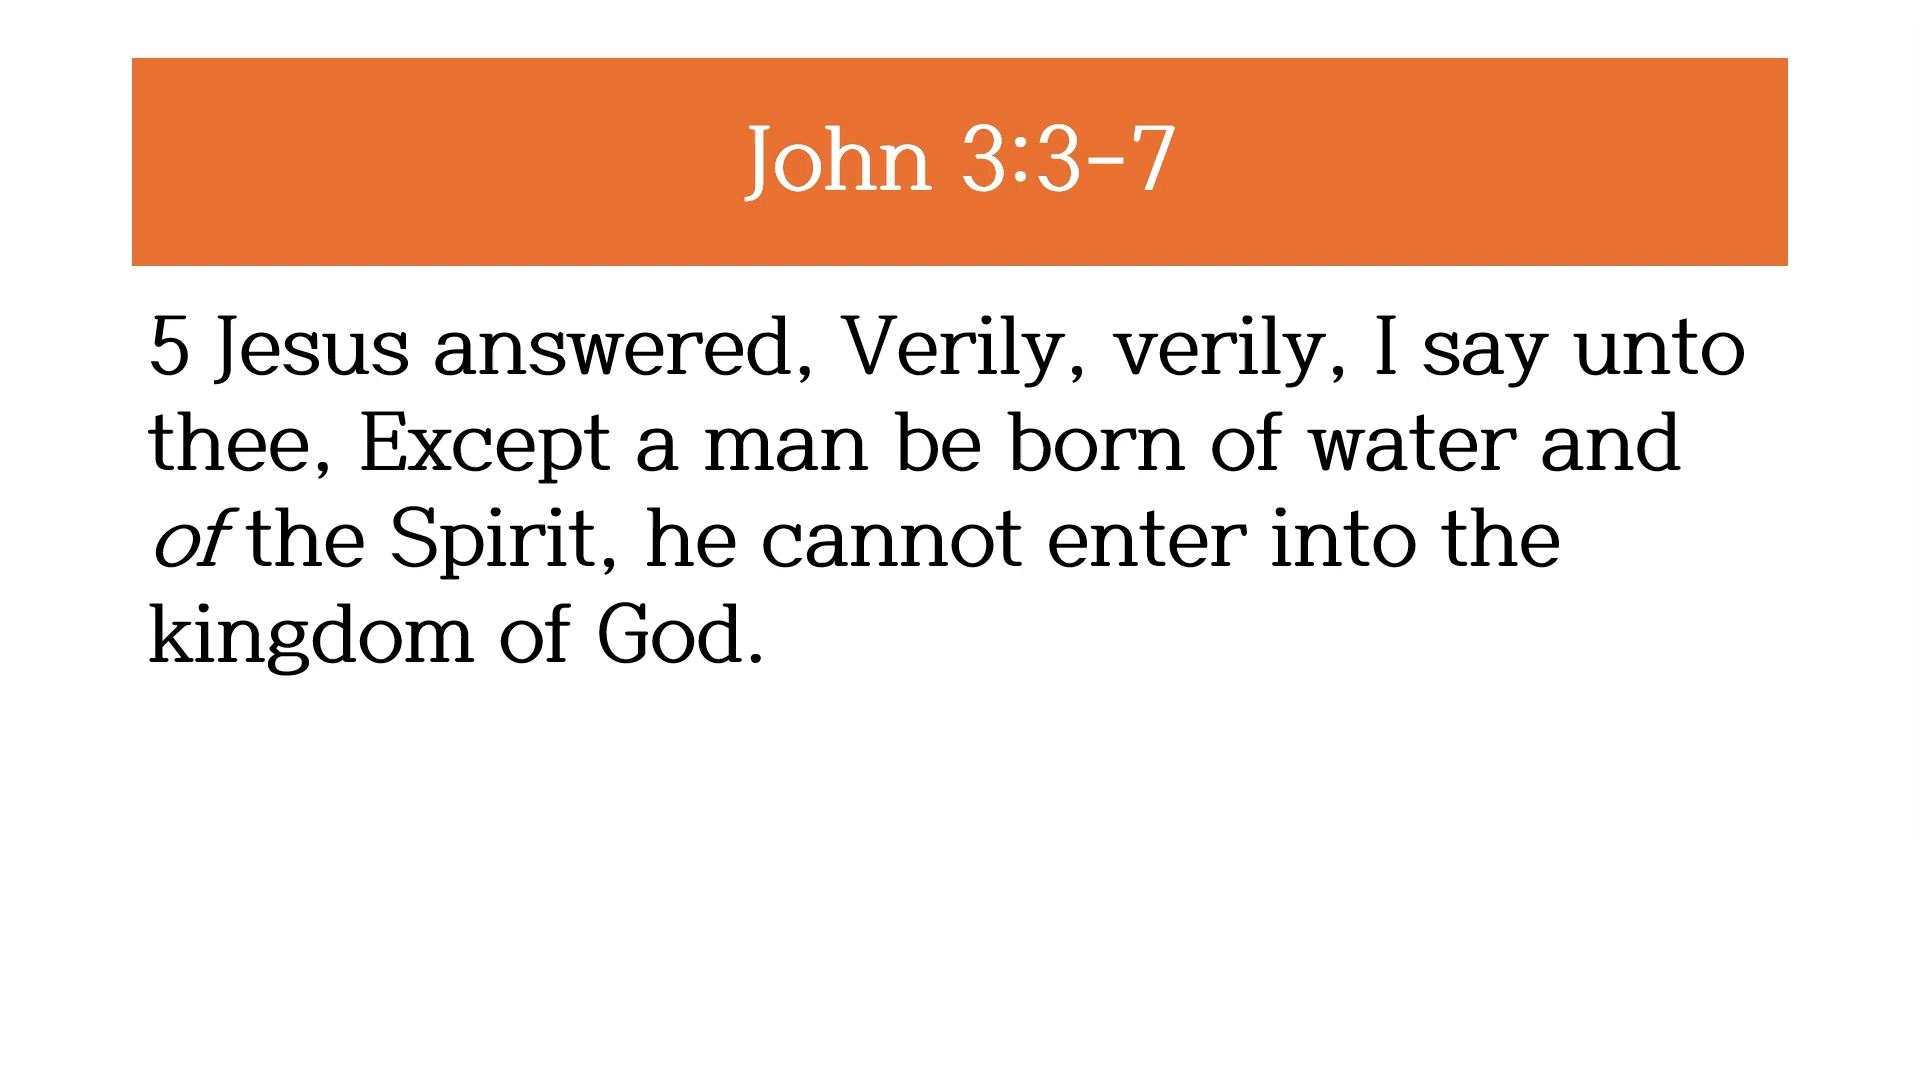 John 3:3-7
5 Jesus answered, Verily, verily, I say unto
thee, Except a man be born of water and
of the Spirit, he cannot enter into the
kingdom of God.